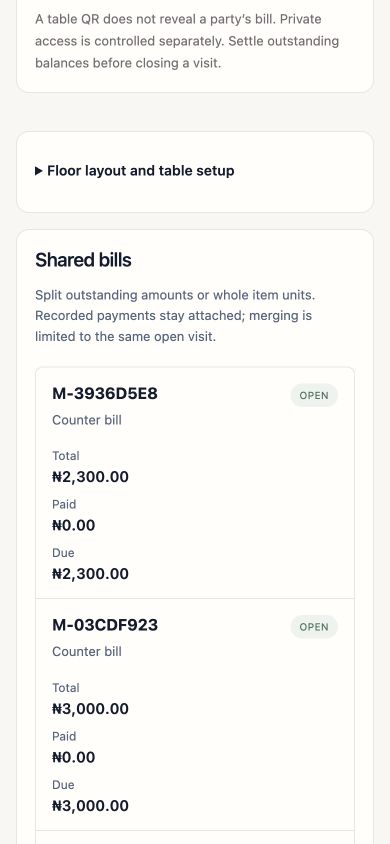 A table QR does not reveal a party's bill. Private
access is controlled separately. Settle outstanding
balances before closing a visit.
Floor layout and table setup
Shared bills
Split outstanding amounts or whole item units.
Recorded payments stay attached; merging is
limited to the same open visit.
M-3936D5E8
OPEN
Counter bill
Total
₦2,300.00
Paid
₦0.00
Due
₦2,300.00
M-03CDF923
OPEN
Counter bill
Total
₦3,000.00
Paid
₦0.00
Due
₦3,000.00